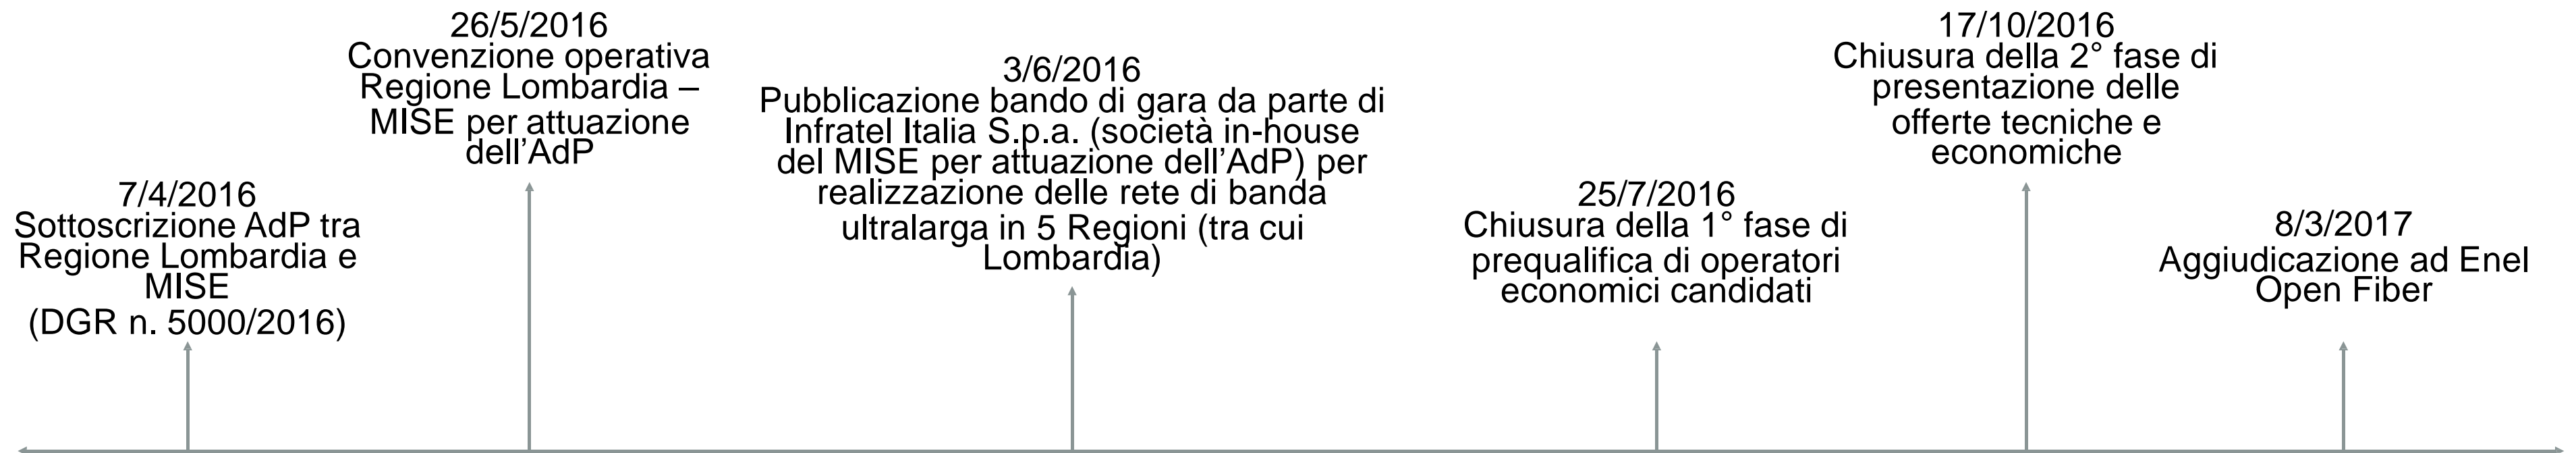 7/4/2016
Sottoscrizione AdP tra
Regione Lombardia e
MISE
(DGR n. 5000/2016)
26/5/2016
Convenzione operativa
Regione Lombardia –
MISE per attuazione
dell’AdP
3/6/2016
Pubblicazione bando di gara da parte di
Infratel Italia S.p.a. (società in-house
del MISE per attuazione dell’AdP) per
realizzazione delle rete di banda
ultralarga in 5 Regioni (tra cui
Lombardia)
25/7/2016
Chiusura della 1° fase di
prequalifica di operatori
economici candidati
17/10/2016
Chiusura della 2° fase di
presentazione delle
offerte tecniche e
economiche
8/3/2017
Aggiudicazione ad Enel
Open Fiber